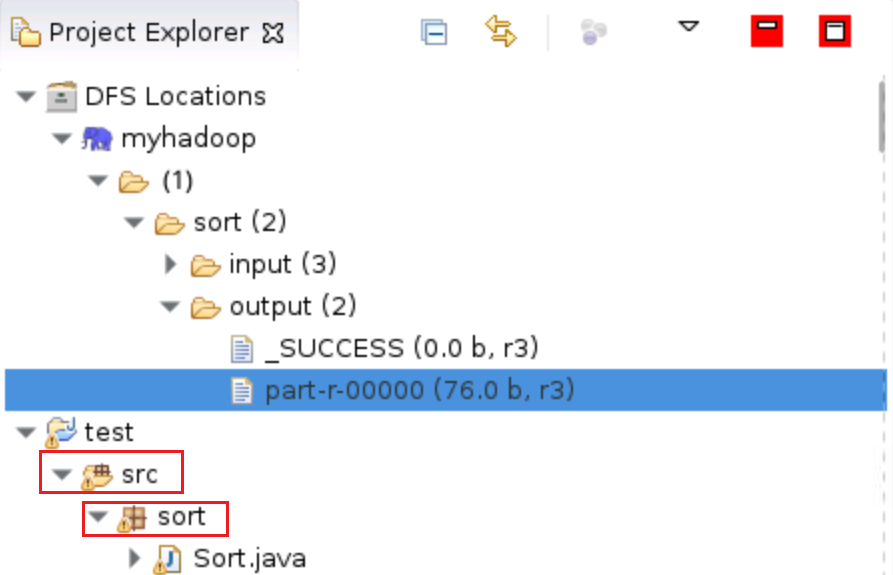 Project Explorer
DFS Locations
myhadoop
(1)
sort (2)
input (3)
output (2)
_SUCCESS (0.0 b, r3)
part-r-00000 (76.0 b, r3)
test
src
sort
Sort.java